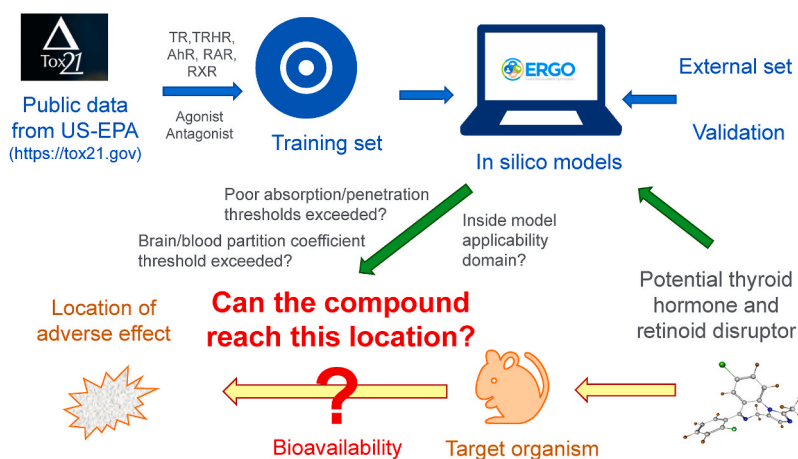 Tox21
Public data
from US-EPA
(https://tox21.gov)
TR,TRHR,
AhR, RAR,
RXR
Agonist
Antagonist
Training set
ERGO
In silico models
External set
Validation
Poor absorption/penetration
thresholds exceeded?
Brain/blood partition coefficient
threshold exceeded?
Inside model
applicability
domain?
Potential thyroid
hormone and
retinoid disruptor
Location of
adverse effect
Can the compound
reach this location?
?
Bioavailability
Target organism